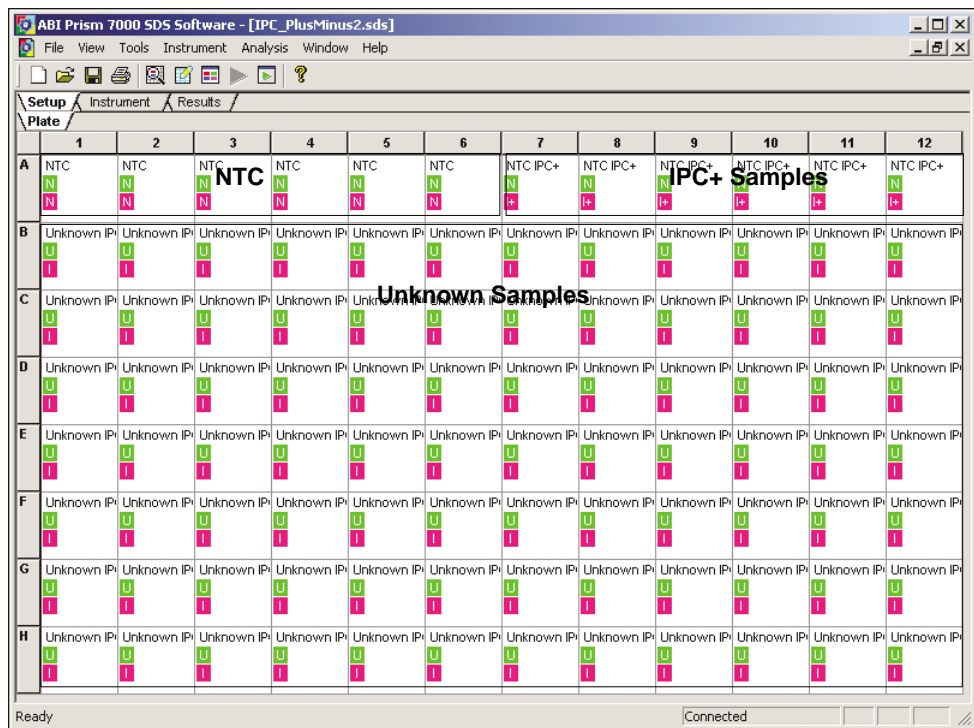 ABI Prism 7000 SDS Software - [IPC_PlusMinus2.sds]
File View Tools Instrument Analysis Window Help
Setup Instrument Results
Plate
1 2 3 4 5 6 7 8 9 10 11 12
A NTC NTC NTC NTC NTC NTC NTC IPC+ NTC IPC+ NTC IPC+ NTC IPC+ NTC IPC+ NTC IPC+
NTC IPC+ Samples
N N N N N N N N N N N N
N N N N N N I+ I+ I+ I+ I+ I+
B Unknown IP Unknown IP Unknown IP Unknown IP Unknown IP Unknown IP Unknown IP Unknown IP Unknown IP Unknown IP Unknown IP Unknown IP
U U U U U U U U U U U U
I I I I I I I I I I I I
Unknown Samples
C Unknown IP Unknown IP Unknown IP Unknown IP Unknown IP Unknown IP Unknown IP Unknown IP Unknown IP Unknown IP Unknown IP Unknown IP
U U U U U U U U U U U U
I I I I I I I I I I I I
D Unknown IP Unknown IP Unknown IP Unknown IP Unknown IP Unknown IP Unknown IP Unknown IP Unknown IP Unknown IP Unknown IP Unknown IP
U U U U U U U U U U U U
I I I I I I I I I I I I
E Unknown IP Unknown IP Unknown IP Unknown IP Unknown IP Unknown IP Unknown IP Unknown IP Unknown IP Unknown IP Unknown IP Unknown IP
U U U U U U U U U U U U
I I I I I I I I I I I I
F Unknown IP Unknown IP Unknown IP Unknown IP Unknown IP Unknown IP Unknown IP Unknown IP Unknown IP Unknown IP Unknown IP Unknown IP
U U U U U U U U U U U U
I I I I I I I I I I I I
G Unknown IP Unknown IP Unknown IP Unknown IP Unknown IP Unknown IP Unknown IP Unknown IP Unknown IP Unknown IP Unknown IP Unknown IP
U U U U U U U U U U U U
I I I I I I I I I I I I
H Unknown IP Unknown IP Unknown IP Unknown IP Unknown IP Unknown IP Unknown IP Unknown IP Unknown IP Unknown IP Unknown IP Unknown IP
U U U U U U U U U U U U
I I I I I I I I I I I I
Ready Connected